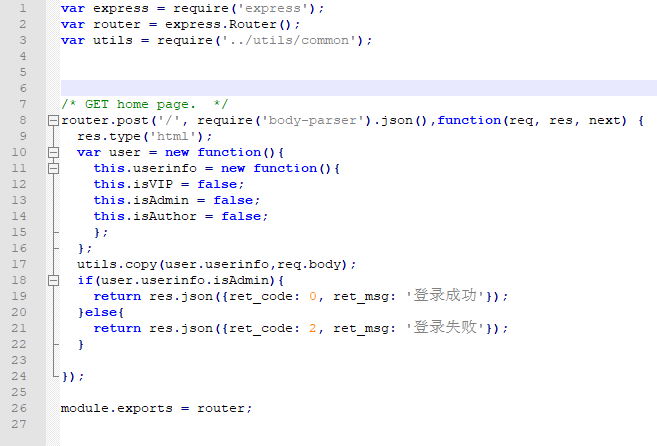 1 var express = require('express');
2 var router = express.Router();
3 var utils = require('../utils/common');
4
5
6
7 /* GET home page.  */
8 router.post('/', require('body-parser').json(),function(req, res, next) {
9   res.type('html');
10   var user = new function(){
11     this.userinfo = new function(){
12     this.isVIP = false;
13     this.isAdmin = false;
14     this.isAuthor = false;
15     };
16   };
17   utils.copy(user.userinfo,req.body);
18   if(user.userinfo.isAdmin){
19     return res.json({ret_code: 0, ret_msg: '登录成功'});
20   }else{
21     return res.json({ret_code: 2, ret_msg: '登录失败'});
22   }
23
24 });
25
26 module.exports = router;
27